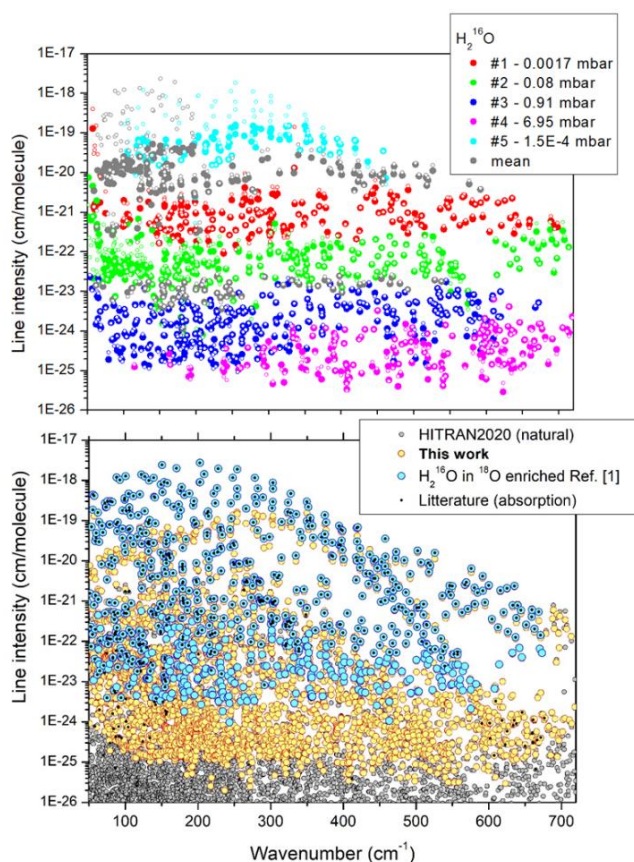 H₂¹⁶O
#1 - 0.0017 mbar
#2 - 0.08 mbar
#3 - 0.91 mbar
#4 - 6.95 mbar
#5 - 1.5E-4 mbar
mean
1E-17
1E-18
1E-19
1E-20
1E-21
1E-22
1E-23
1E-24
1E-25
1E-26
Line intensity (cm/molecule)
HITRAN2020 (natural)
This work
H₂¹⁶O in ¹⁸O enriched Ref. [1]
Litterature (absorption)
1E-17
1E-18
1E-19
1E-20
1E-21
1E-22
1E-23
1E-24
1E-25
1E-26
Line intensity (cm/molecule)
100 200 300 400 500 600 700
Wavenumber (cm⁻¹)